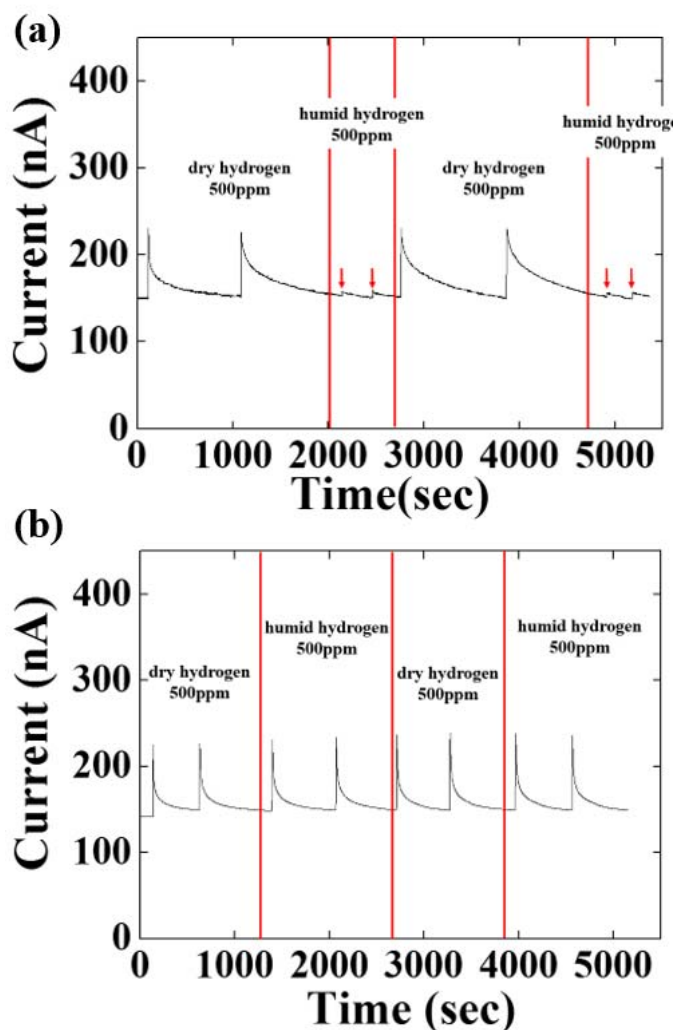 (a)
400
300
200
100
0
Current (nA)
humid hydrogen
500ppm
humid hydroge
500ppm
dry hydrogen
500ppm
dry hydrogen
500ppm
0 1000 2000 3000 4000 5000
Time(sec)
(b)
400
300
200
100
0
Current (nA)
humid hydrogen
500ppm
humid hydrogen
500ppm
dry hydrogen
500ppm
dry hydrogen
500ppm
0 1000 2000 3000 4000 5000
Time (sec)